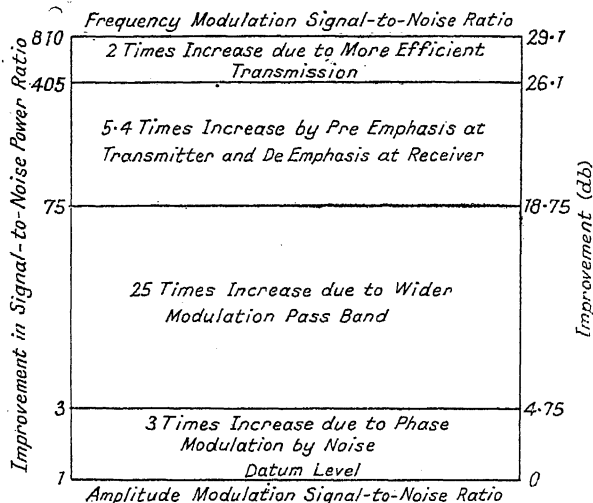 Frequency Modulation Signal-to-Noise Ratio
810
29·1
2 Times Increase due to More Efficient
Transmission
405
26·1
5·4 Times Increase by Pre Emphasis at
Transmitter and De Emphasis at Receiver
75
18·75
25 Times Increase due to Wider
Modulation Pass Band
3
4·75
3 Times Increase due to Phase
Modulation by Noise
Datum Level
1
0
Amplitude Modulation Signal-to-Noise Ratio
Improvement in Signal-to-Noise Power Ratio
Improvement (db)